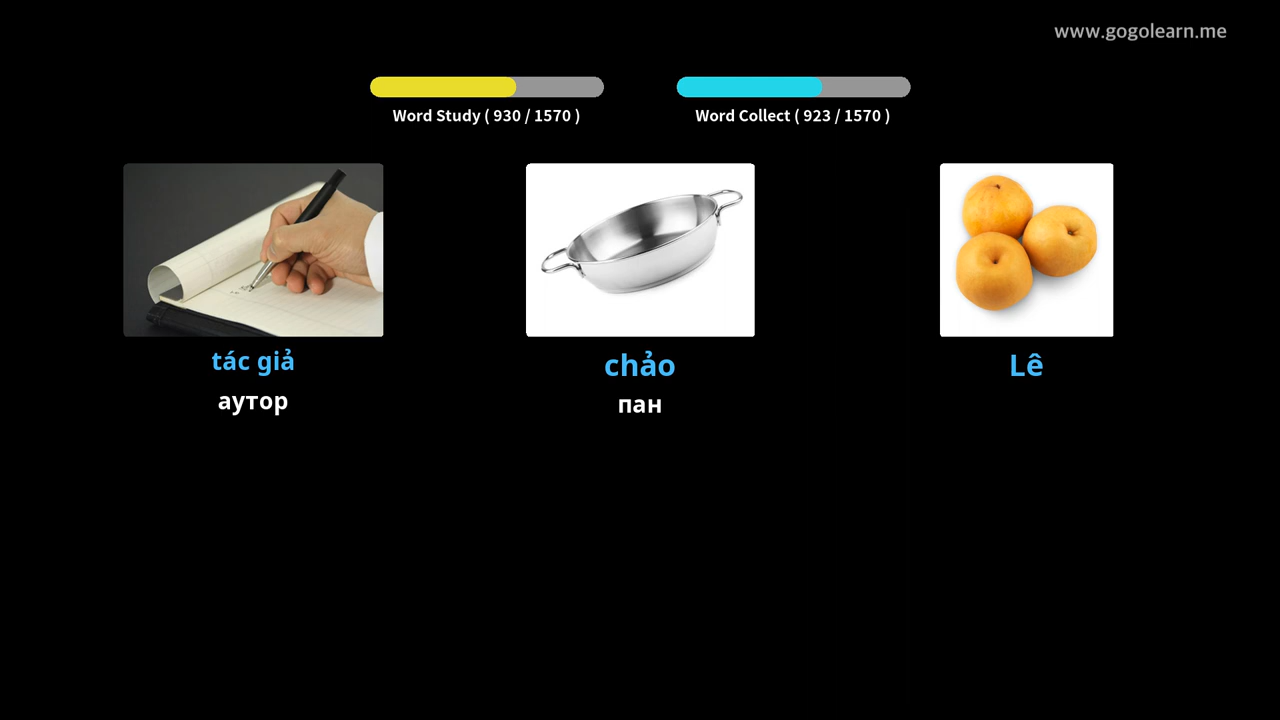 www.gogolearn.me
Word Study ( 930 / 1570 )
Word Collect ( 923 / 1570 )
tác giả
аутор
chảo
пан
Lê